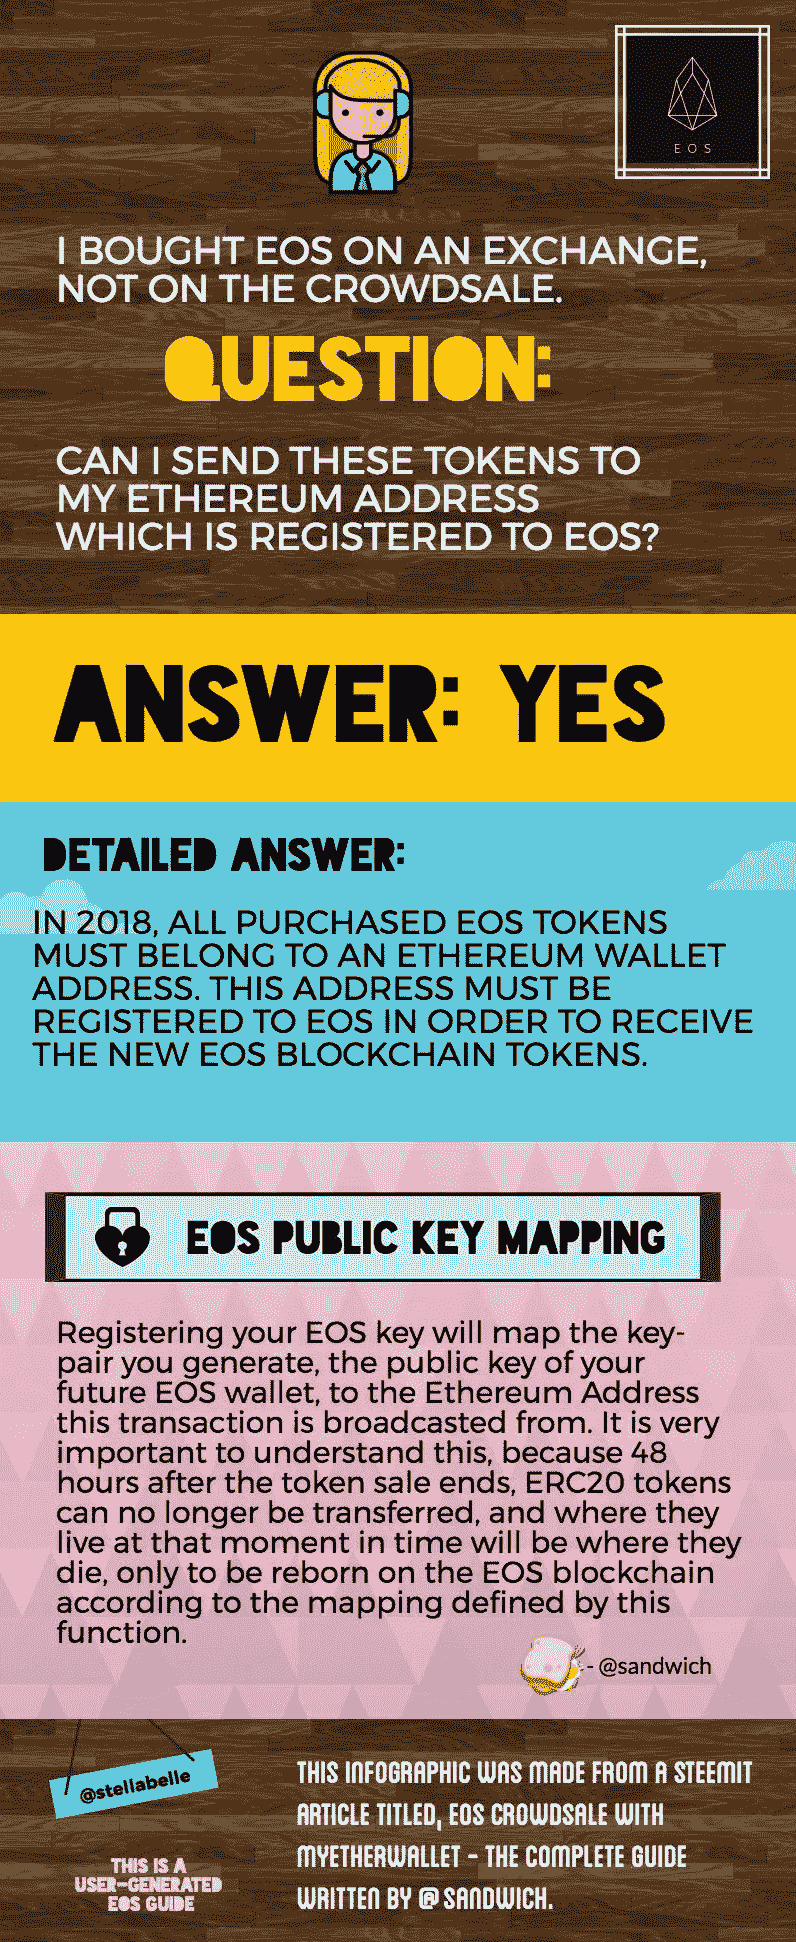 EOS
I BOUGHT EOS ON AN EXCHANGE,
NOT ON THE CROWDSALE.
QUESTION:
CAN I SEND THESE TOKENS TO
MY ETHEREUM ADDRESS
WHICH IS REGISTERED TO EOS?
ANSWER: YES
DETAILED ANSWER:
IN 2018, ALL PURCHASED EOS TOKENS
MUST BELONG TO AN ETHEREUM WALLET
ADDRESS. THIS ADDRESS MUST BE
REGISTERED TO EOS IN ORDER TO RECEIVE
THE NEW EOS BLOCKCHAIN TOKENS.
EOS PUBLIC KEY MAPPING
Registering your EOS key will map the key-
pair you generate, the public key of your
future EOS wallet, to the Ethereum Address
this transaction is broadcasted from. It is very
important to understand this, because 48
hours after the token sale ends, ERC20 tokens
can no longer be transferred, and where they
live at that moment in time will be where they
die, only to be reborn on the EOS blockchain
according to the mapping defined by this
function.
- @sandwich
@stellabelle
THIS IS A
USER-GENERATED
EOS GUIDE
THIS INFOGRAPHIC WAS MADE FROM A STEEMIT
ARTICLE TITLED, EOS CROWDSALE WITH
MYETHERWALLET - THE COMPLETE GUIDE
WRITTEN BY @SANDWICH.